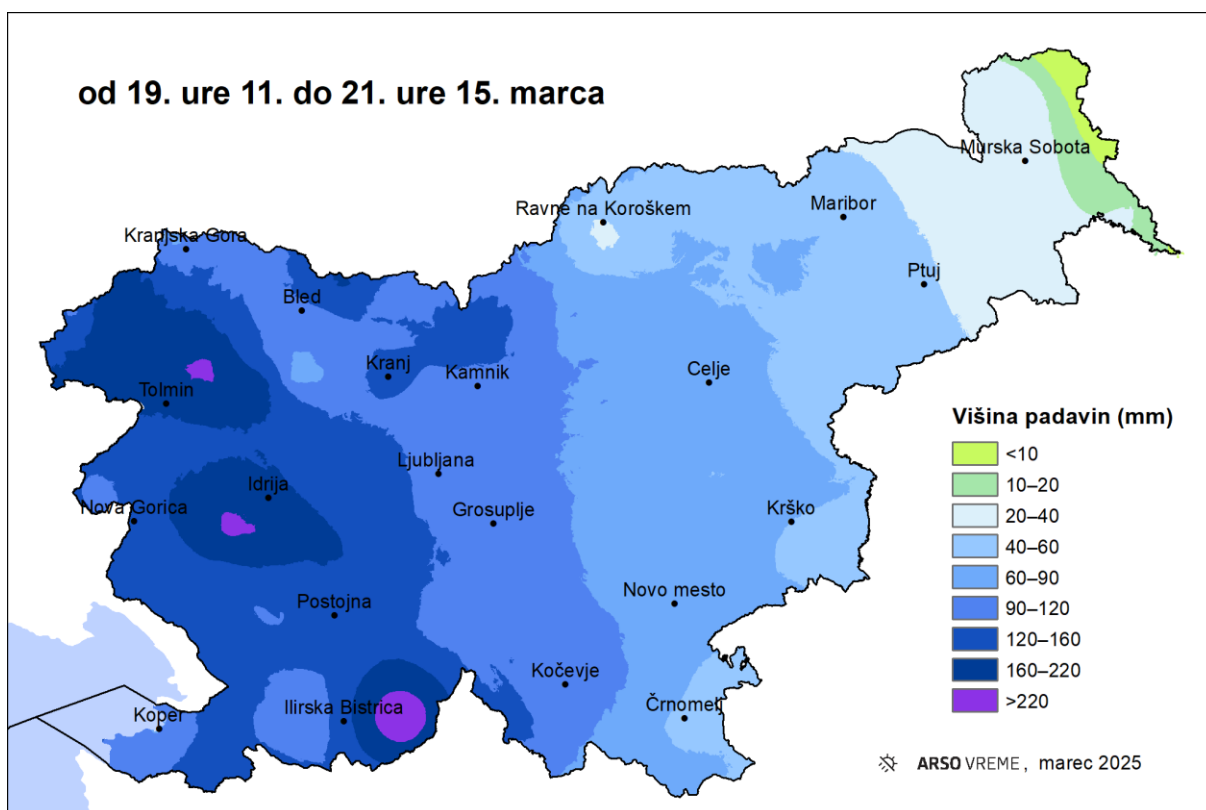 od 19. ure 11. do 21. ure 15. marca
Murska Sobota
Ravne na Koroškem
Maribor
Kranjska Gora
Ptuj
Bled
Kranj
Kamnik
Celje
Tolmin
Ljubljana
Idrija
Nova Gorica
Grosuplje
Krško
Postojna
Novo mesto
Kočevje
Koper
Ilirska Bistrica
Črnomelj
Višina padavin (mm)
<10
10–20
20–40
40–60
60–90
90–120
120–160
160–220
>220
ARSO VREME, marec 2025